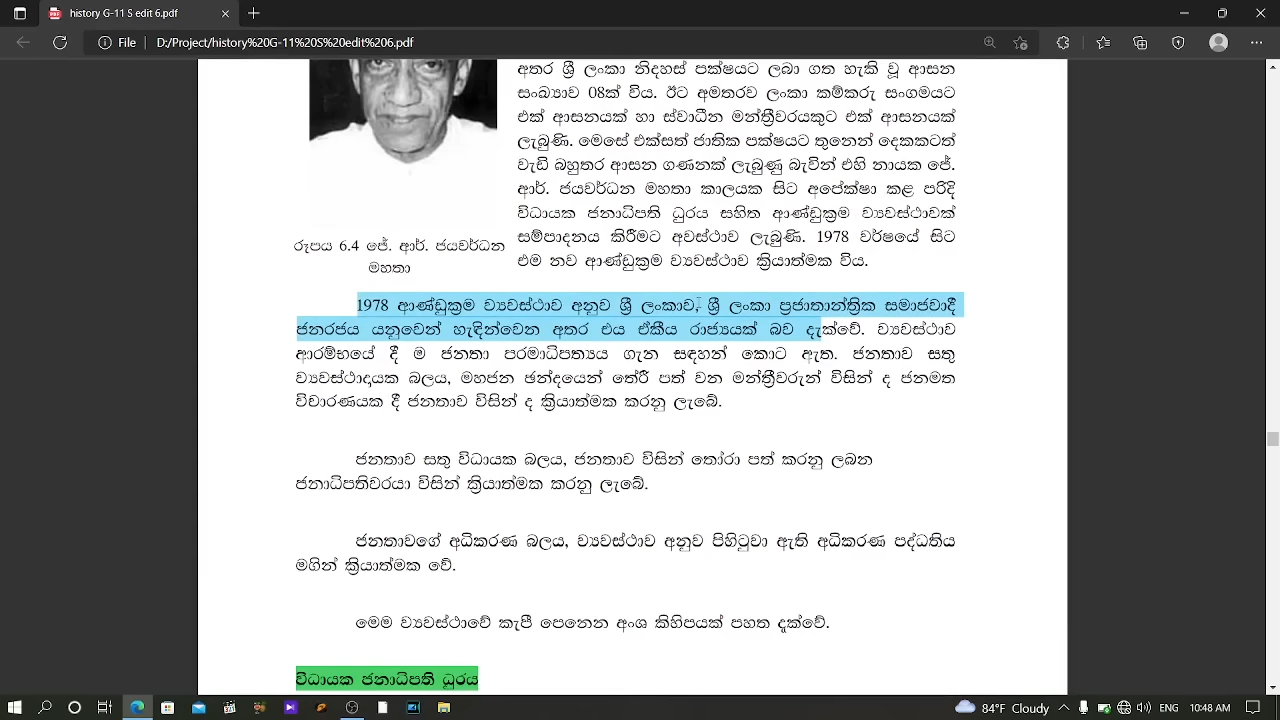 history G-11 S edit 6.pdf
File
D:/Project/history%20G-11%20S%20edit%206.pdf
අතර ශ්‍රී ලංකා නිදහස් පක්ෂයට ලබා ගත හැකි වූ ආසන
සංඛ්‍යාව 08ක් විය. ඊට අමතරව ලංකා කම්කරු සංගමයට
එක් ආසනයක් හා ස්වාධීන මන්ත්‍රීවරයකුට එක් ආසනයක්
ලැබුණි. මෙසේ එක්සත් ජාතික පක්ෂයට තුනෙන් දෙකකටත්
වැඩි බහුතර ආසන ගණනක් ලැබුණු බැවින් එහි නායක ජේ.
ආර්. ජයවර්ධන මහතා කාලයක සිට අපේක්ෂා කළ පරිදි
විධායක ජනාධිපති ධුරය සහිත ආණ්ඩුක්‍රම ව්‍යවස්ථාවක්
සම්පාදනය කිරීමට අවස්ථාව ලැබුණි. 1978 වර්ෂයේ සිට
එම නව ආණ්ඩුක්‍රම ව්‍යවස්ථාව ක්‍රියාත්මක විය.
රූපය 6.4 ජේ. ආර්. ජයවර්ධන
මහතා
1978 ආණ්ඩුක්‍රම ව්‍යවස්ථාව අනුව ශ්‍රී ලංකාව, ශ්‍රී ලංකා ප්‍රජාතාන්ත්‍රික සමාජවාදී
ජනරජය යනුවෙන් හැඳින්වෙන අතර එය ඒකීය රාජ්‍යයක් බව දැක්වේ. ව්‍යවස්ථාව
ආරම්භයේ දී ම ජනතා පරමාධිපත්‍යය ගැන සඳහන් කොට ඇත. ජනතාව සතු
ව්‍යවස්ථාදායක බලය, මහජන ඡන්දයෙන් තේරී පත් වන මන්ත්‍රීවරුන් විසින් ද ජනමත
විචාරණයක දී ජනතාව විසින් ද ක්‍රියාත්මක කරනු ලැබේ.
ජනතාව සතු විධායක බලය, ජනතාව විසින් තෝරා පත් කරනු ලබන
ජනාධිපතිවරයා විසින් ක්‍රියාත්මක කරනු ලැබේ.
ජනතාවගේ අධිකරණ බලය, ව්‍යවස්ථාව අනුව පිහිටුවා ඇති අධිකරණ පද්ධතිය
මගින් ක්‍රියාත්මක වේ.
මෙම ව්‍යවස්ථාවේ කැපී පෙනෙන අංශ කිහිපයක් පහත දැක්වේ.
විධායක ජනාධිපති ධුරය
84°F Cloudy
ENG
10:48 AM